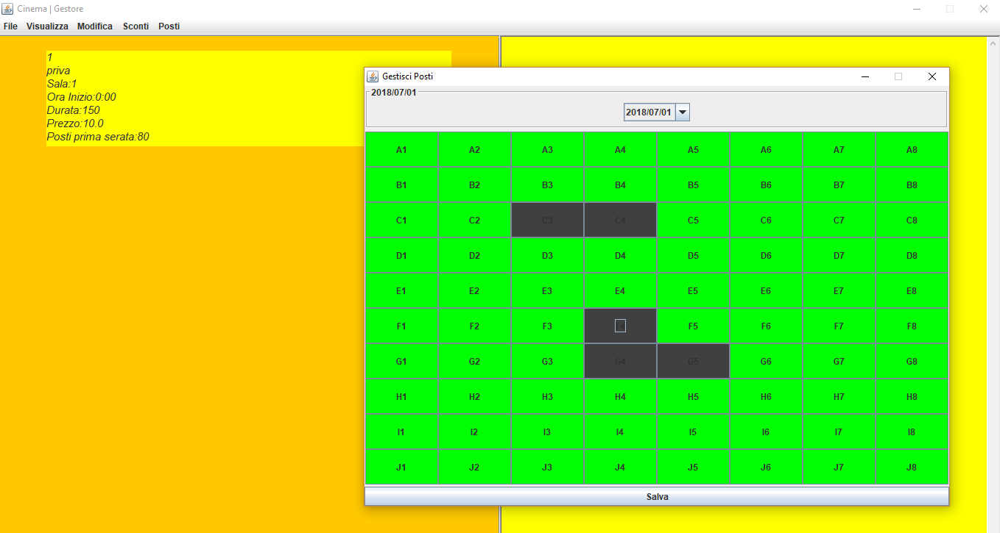 Cinema | Gestore
File Visualizza Modifica Sconti Posti
1
priva
Sala:1
Ora Inizio:0:00
Durata:150
Prezzo:10.0
Posti prima serata:80
Gestisci Posti
2018/07/01
2018/07/01
A1 A2 A3 A4 A5 A6 A7 A8
B1 B2 B3 B4 B5 B6 B7 B8
C1 C2 C3 C4 C5 C6 C7 C8
D1 D2 D3 D4 D5 D6 D7 D8
E1 E2 E3 E4 E5 E6 E7 E8
F1 F2 F3 F5 F6 F7 F8
G1 G2 G3 G4 G5 G6 G7 G8
H1 H2 H3 H4 H5 H6 H7 H8
I1 I2 I3 I4 I5 I6 I7 I8
J1 J2 J3 J4 J5 J6 J7 J8
Salva